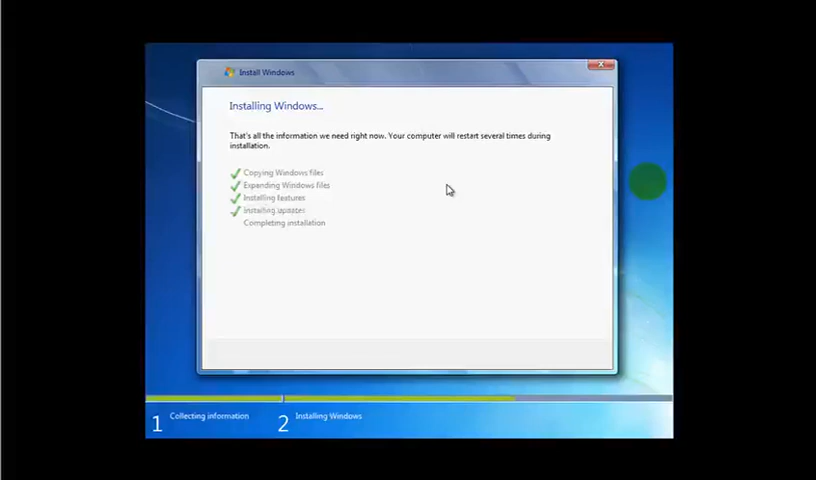 Install Windows
Installing Windows...
That's all the information we need right now. Your computer will restart several times during
installation.
Copying Windows files
Expanding Windows files
Installing features
Installing updates
Completing installation
1 Collecting information
2 Installing Windows